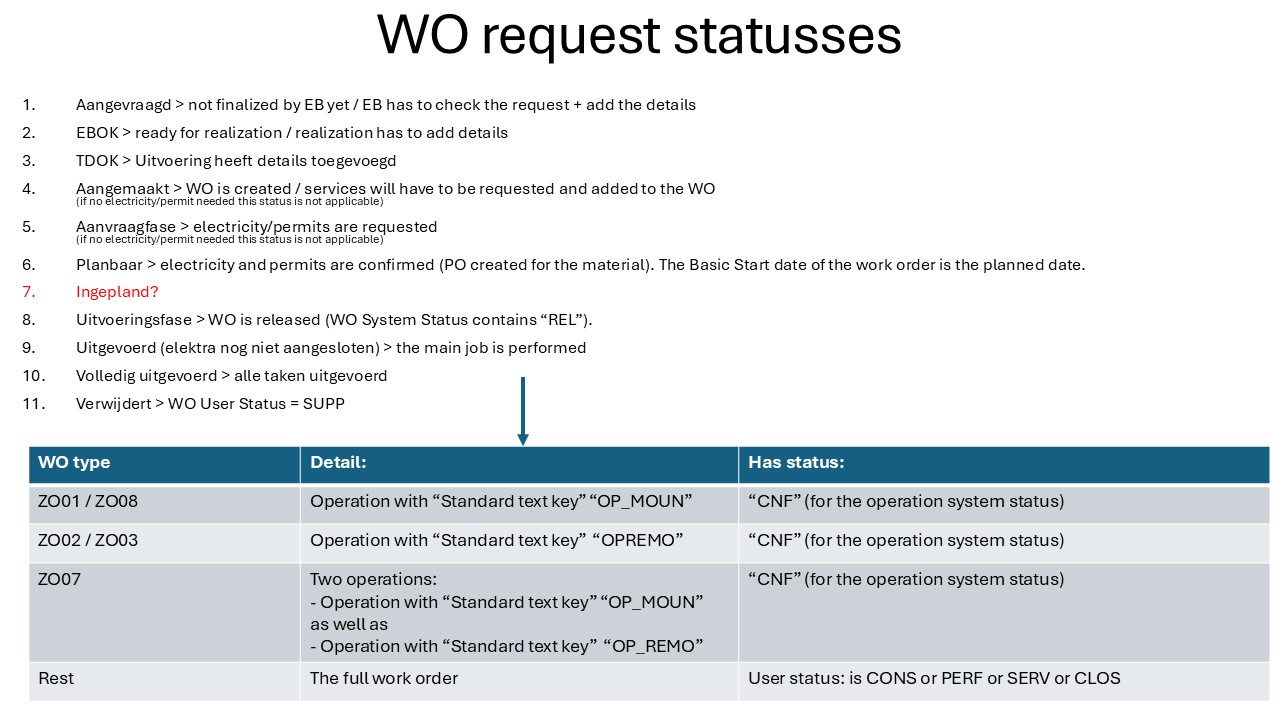 WO request statusses
1. Aangevraagd > not finalized by EB yet / EB has to check the request + add the details
2. EBOK > ready for realization / realization has to add details
3. TDOK > Uitvoering heeft details toegevoegd
4. Aangemaakt > WO is created / services will have to be requested and added to the WO
(if no electricity/permit needed this status is not applicable)
5. Aanvraagfase > electricity/permits are requested
(if no electricity/permit needed this status is not applicable)
6. Planbaar > electricity and permits are confirmed (PO created for the material). The Basic Start date of the work order is the planned date.
7. Ingepland?
8. Uitvoeringsfase > WO is released (WO System Status contains “REL”).
9. Uitgevoerd (elektra nog niet aangesloten) > the main job is performed
10. Volledig uitgevoerd > alle taken uitgevoerd
11. Verwijdert > WO User Status = SUPP
WO type Detail: Has status:
ZO01 / ZO08 Operation with “Standard text key” “OP_MOUN” “CNF” (for the operation system status)
ZO02 / ZO03 Operation with “Standard text key” “OPREMO” “CNF” (for the operation system status)
ZO07 Two operations: “CNF” (for the operation system status)
- Operation with “Standard text key” “OP_MOUN”
as well as
- Operation with “Standard text key” “OP_REMO”
Rest The full work order User status: is CONS or PERF or SERV or CLOS